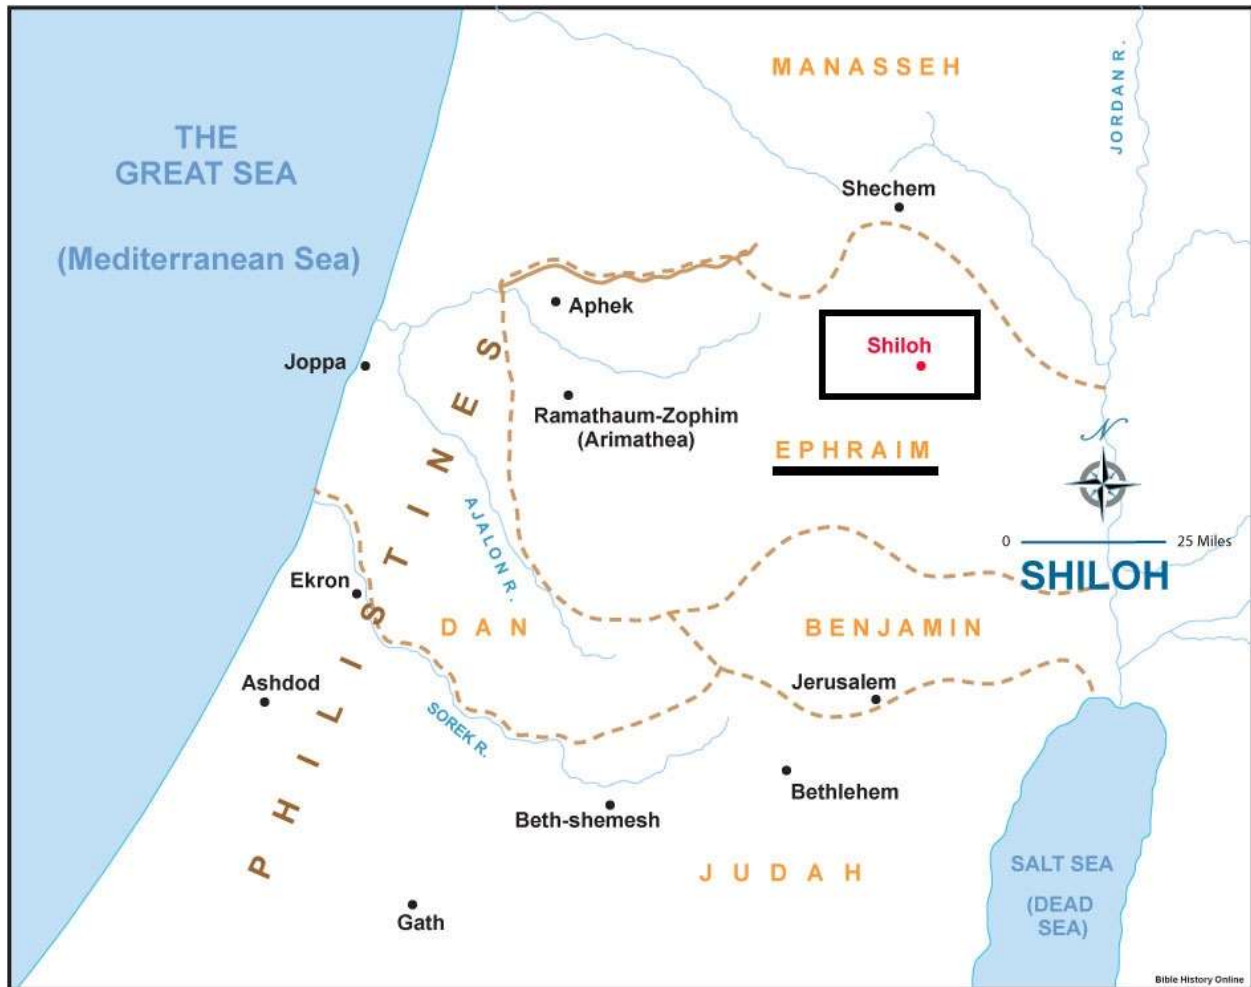 MANASSEH
JORDAN R.
THE
GREAT SEA
(Mediterranean Sea)
Shechem
Aphek
Joppa
Shiloh
Ramathaum-Zophim
(Arimathea)
EPHRAIM
PHILISTINES
AJALON R.
N
0 25 Miles
SHILOH
Ekron
DAN
BENJAMIN
Ashdod
Jerusalem
SOREK R.
Bethlehem
Beth-shemesh
JUDAH
SALT SEA
(DEAD
SEA)
Gath
Bible History Online